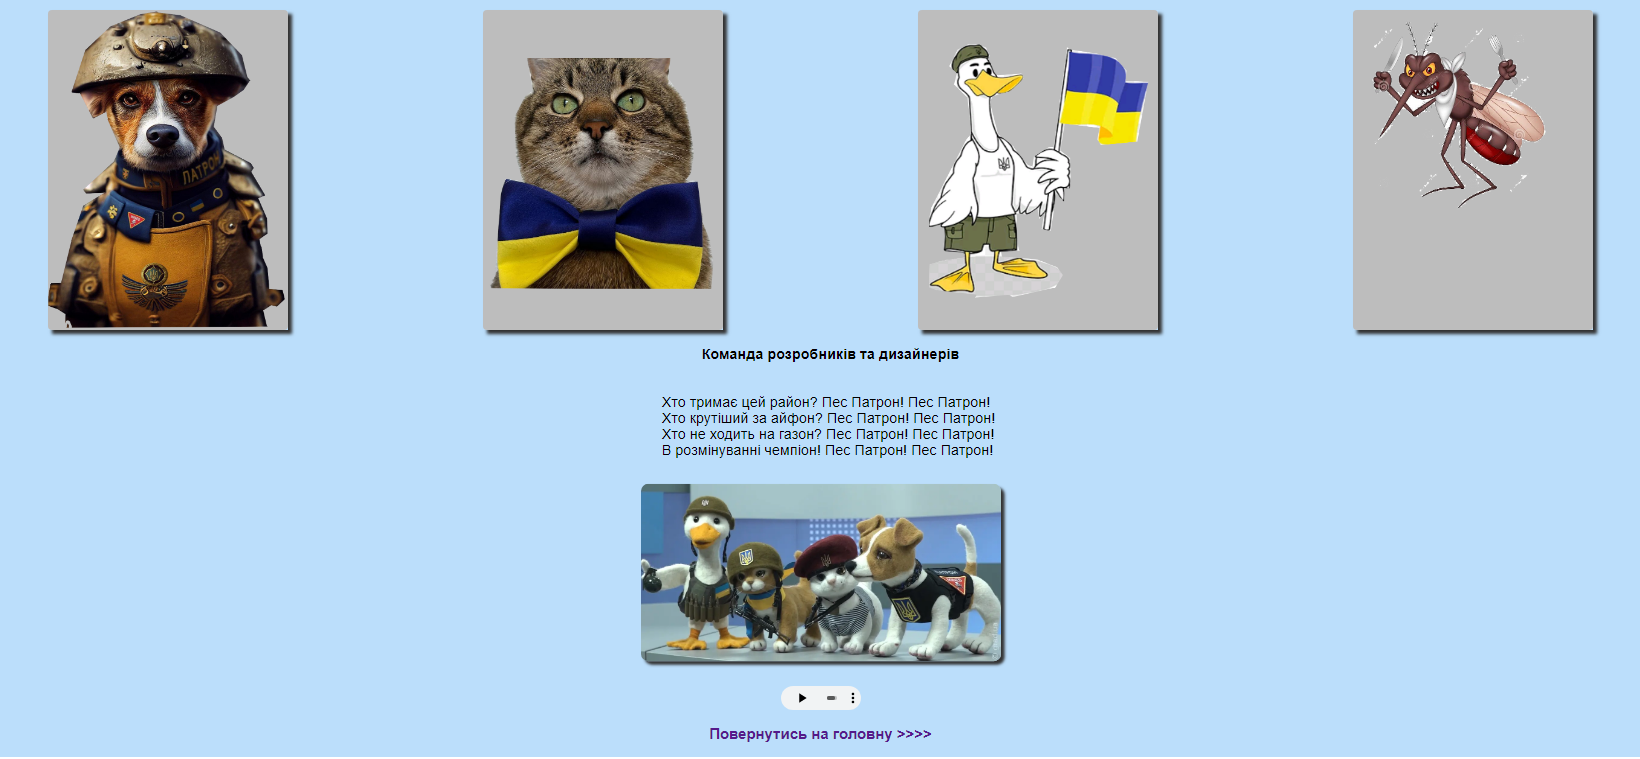 ПАТРОН
Команда розробників та дизайнерів
Хто тримає цей район? Пес Патрон! Пес Патрон!
Хто крутіший за айфон? Пес Патрон! Пес Патрон!
Хто не ходить на газон? Пес Патрон! Пес Патрон!
В розмінуванні чемпіон! Пес Патрон! Пес Патрон!
Повернутись на головну >>>>